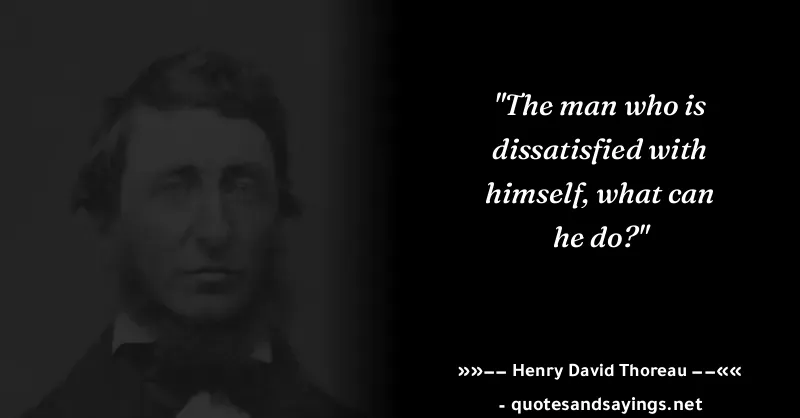 "The man who is
dissatisfied with
himself, what can
he do?"
»»−− Henry David Thoreau −−««
- quotesandsayings.net